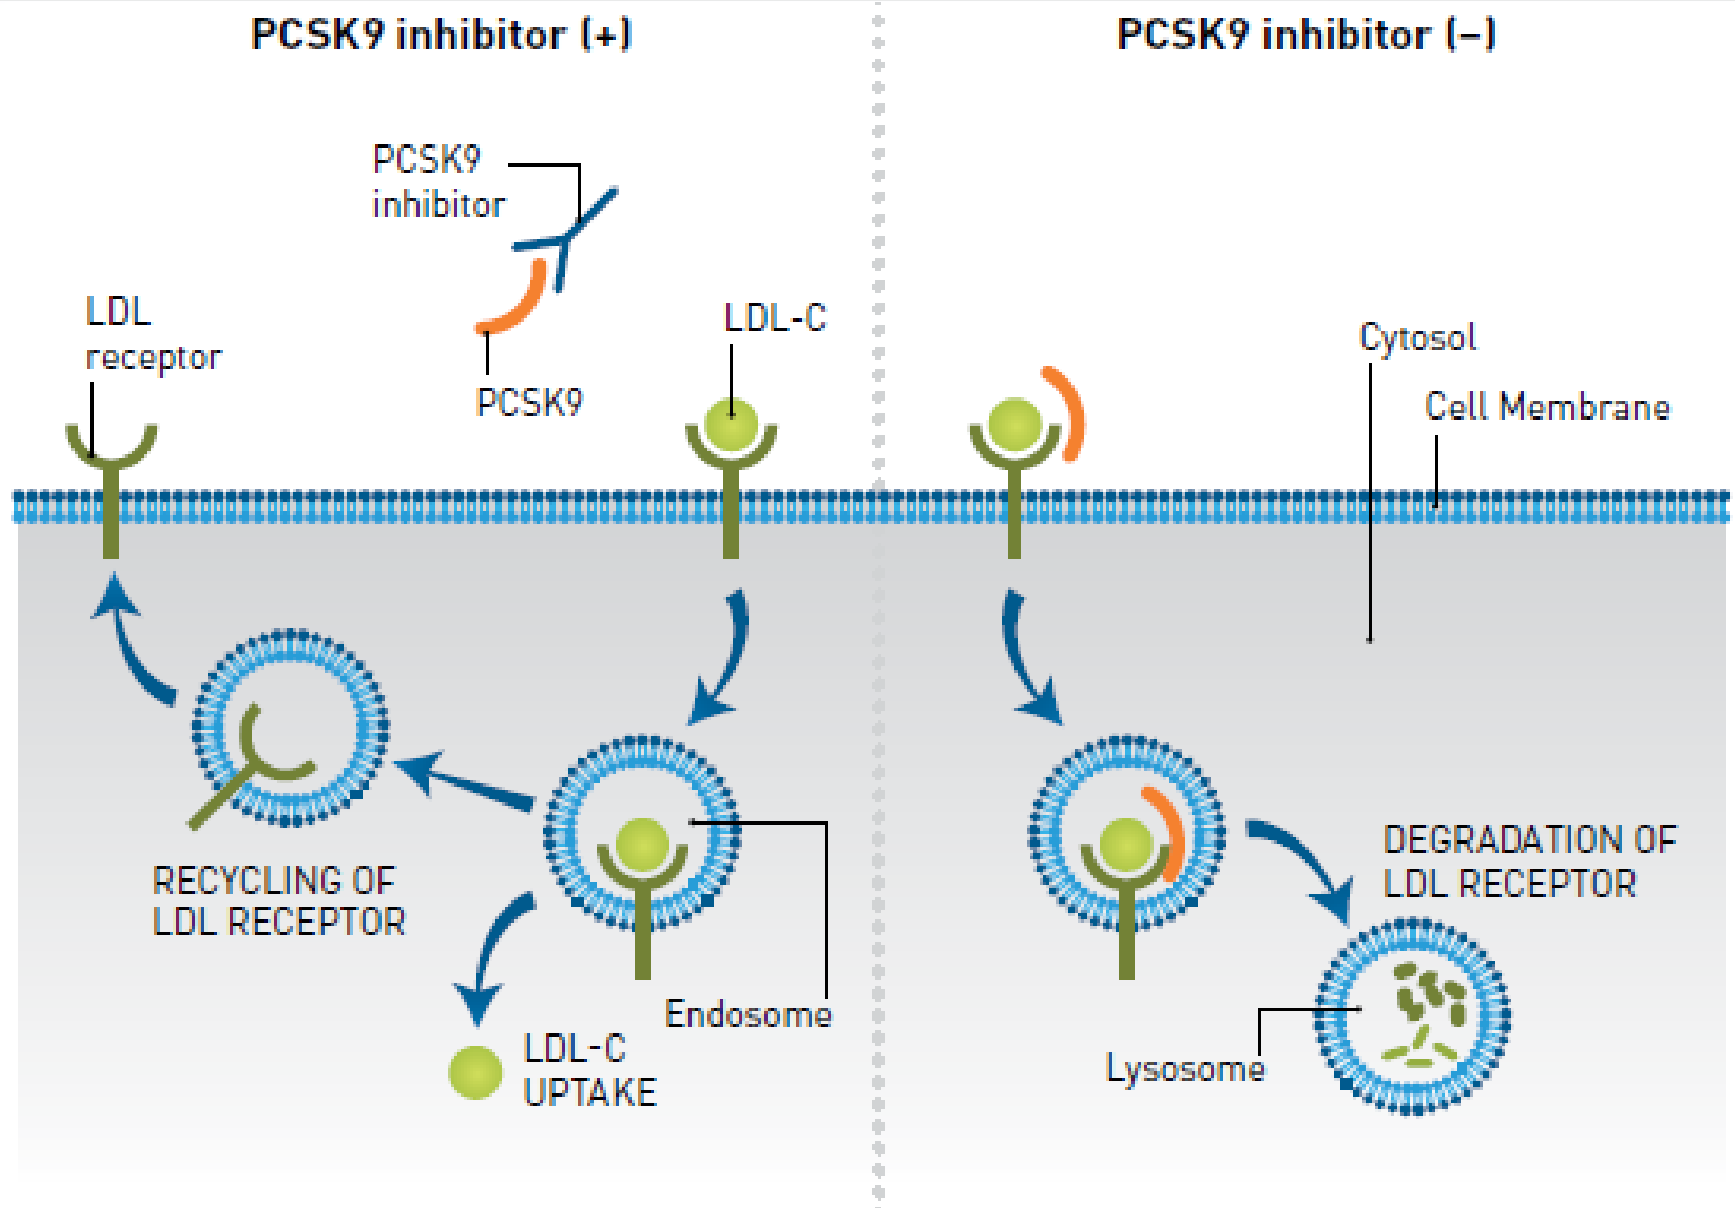 PCSK9 inhibitor (+)
PCSK9 inhibitor (–)
PCSK9
inhibitor
LDL
receptor
PCSK9
LDL-C
Cytosol
Cell Membrane
RECYCLING OF
LDL RECEPTOR
Endosome
LDL-C
UPTAKE
DEGRADATION OF
LDL RECEPTOR
Lysosome